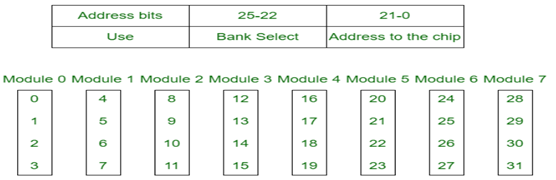 Address bits 25-22 21-0
Use Bank Select Address to the chip
Module 0 Module 1 Module 2 Module 3 Module 4 Module 5 Module 6 Module 7
0 4 8 12 16 20 24 28
1 5 9 13 17 21 25 29
2 6 10 14 18 22 26 30
3 7 11 15 19 23 27 31